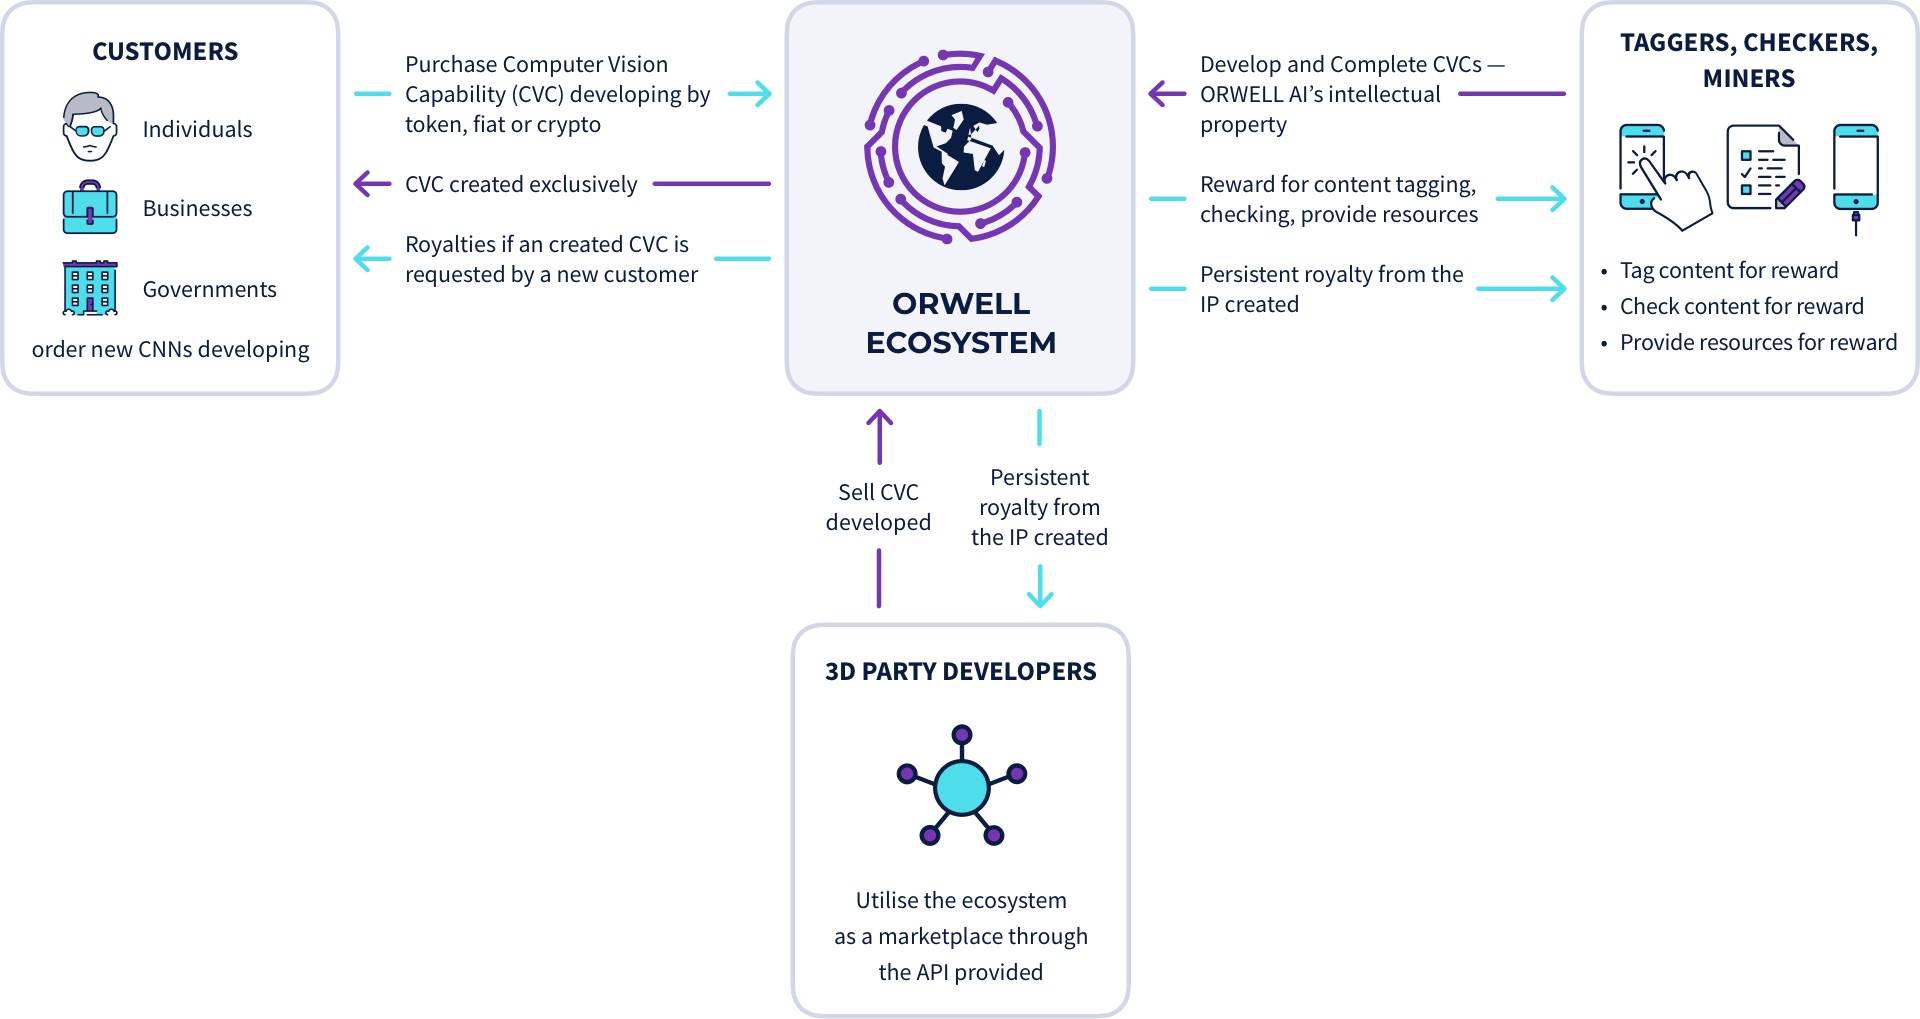 CUSTOMERS
Individuals
Businesses
Governments
order new CNNs developing
Purchase Computer Vision
Capability (CVC) developing by
token, fiat or crypto
CVC created exclusively
Royalties if an created CVC is
requested by a new customer
ORWELL
ECOSYSTEM
Develop and Complete CVCs —
ORWELL AI’s intellectual
property
Reward for content tagging,
checking, provide resources
Persistent royalty from the
IP created
TAGGERS, CHECKERS,
MINERS
• Tag content for reward
• Check content for reward
• Provide resources for reward
Sell CVC
developed
Persistent
royalty from
the IP created
3D PARTY DEVELOPERS
Utilise the ecosystem
as a marketplace through
the API provided